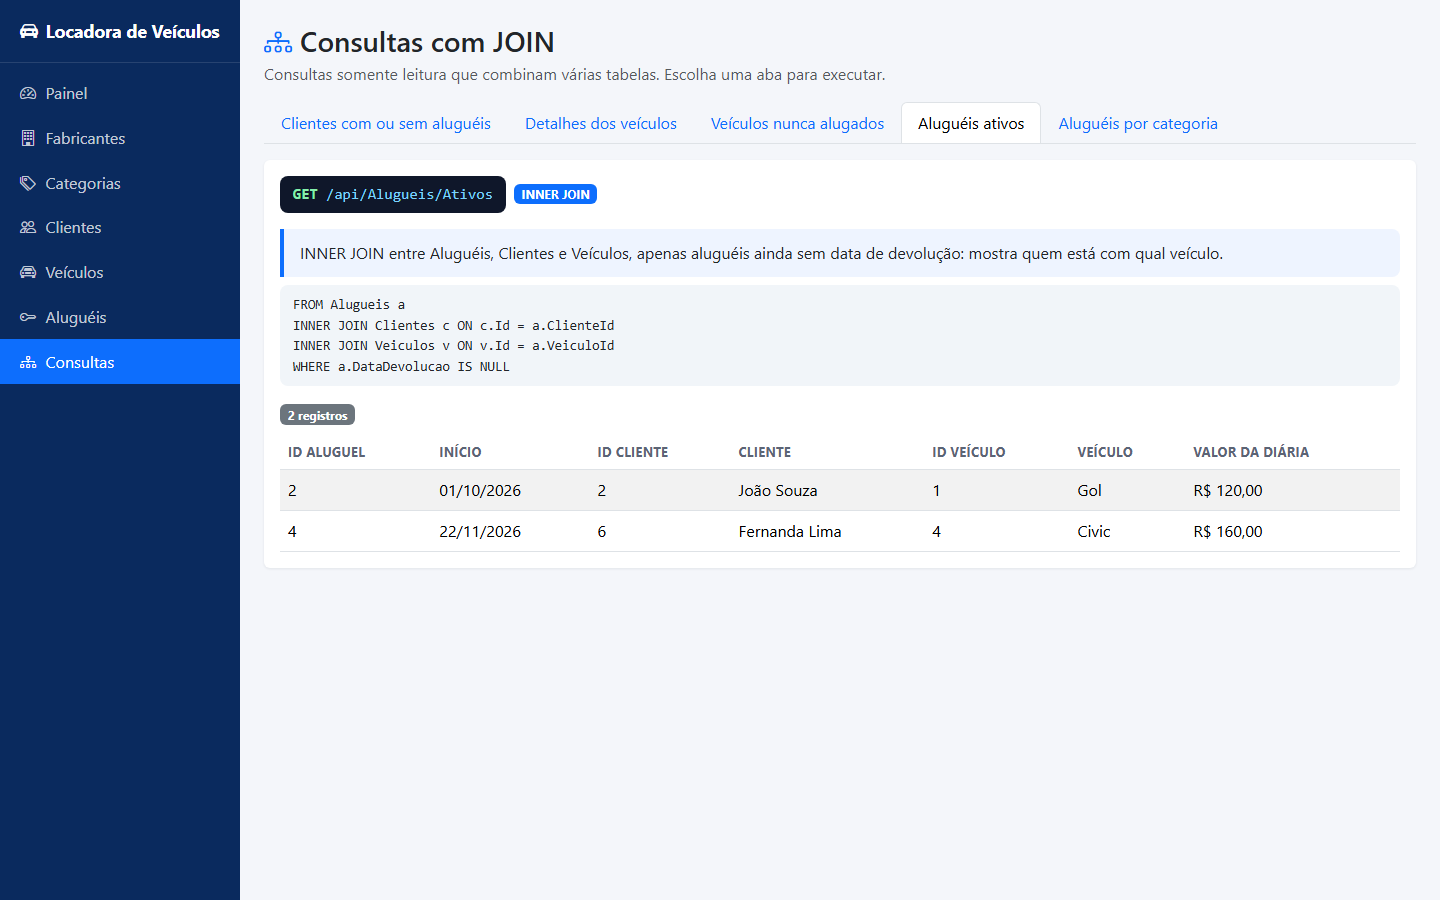 Locadora de Veículos
Painel
Fabricantes
Categorias
Clientes
Veículos
Aluguéis
Consultas
Consultas com JOIN
Consultas somente leitura que combinam várias tabelas. Escolha uma aba para executar.
Clientes com ou sem aluguéis Detalhes dos veículos Veículos nunca alugados Aluguéis ativos Aluguéis por categoria
GET /api/Alugueis/Ativos INNER JOIN
INNER JOIN entre Aluguéis, Clientes e Veículos, apenas aluguéis ainda sem data de devolução: mostra quem está com qual veículo.
FROM Alugueis a
INNER JOIN Clientes c ON c.Id = a.ClienteId
INNER JOIN Veiculos v ON v.Id = a.VeiculoId
WHERE a.DataDevolucao IS NULL
2 registros
ID ALUGUEL INÍCIO ID CLIENTE CLIENTE ID VEÍCULO VEÍCULO VALOR DA DIÁRIA
2 01/10/2026 2 João Souza 1 Gol R$ 120,00
4 22/11/2026 6 Fernanda Lima 4 Civic R$ 160,00